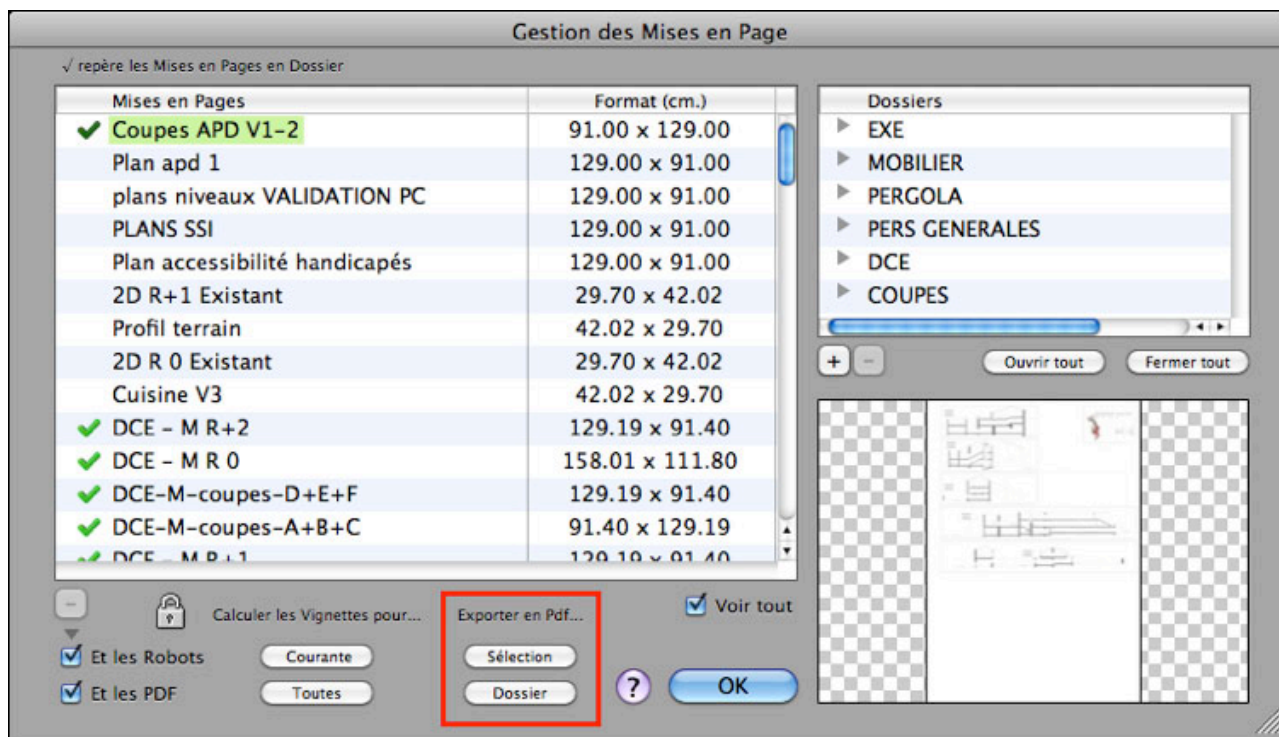 Gestion des Mises en Page
√ repère les Mises en Pages en Dossier
Mises en Pages Format (cm.)
Coupes APD V1-2 91.00 x 129.00
Plan apd 1 129.00 x 91.00
plans niveaux VALIDATION PC 129.00 x 91.00
PLANS SSI 129.00 x 91.00
Plan accessibilité handicapés 129.00 x 91.00
2D R+1 Existant 29.70 x 42.02
Profil terrain 42.02 x 29.70
2D R 0 Existant 29.70 x 42.02
Cuisine V3 42.02 x 29.70
DCE - M R+2 129.19 x 91.40
DCE - M R 0 158.01 x 111.80
DCE-M-coupes-D+E+F 129.19 x 91.40
DCE-M-coupes-A+B+C 91.40 x 129.19
DCE - M R+1 129.19 x 91.40
Dossiers
EXE
MOBILIER
PERGOLA
PERS GENERALES
DCE
COUPES
+ - Ouvrir tout Fermer tout
- Calculer les Vignettes pour... Exporter en Pdf... Voir tout
Et les Robots Courante Sélection
Et les PDF Toutes Dossier ? OK